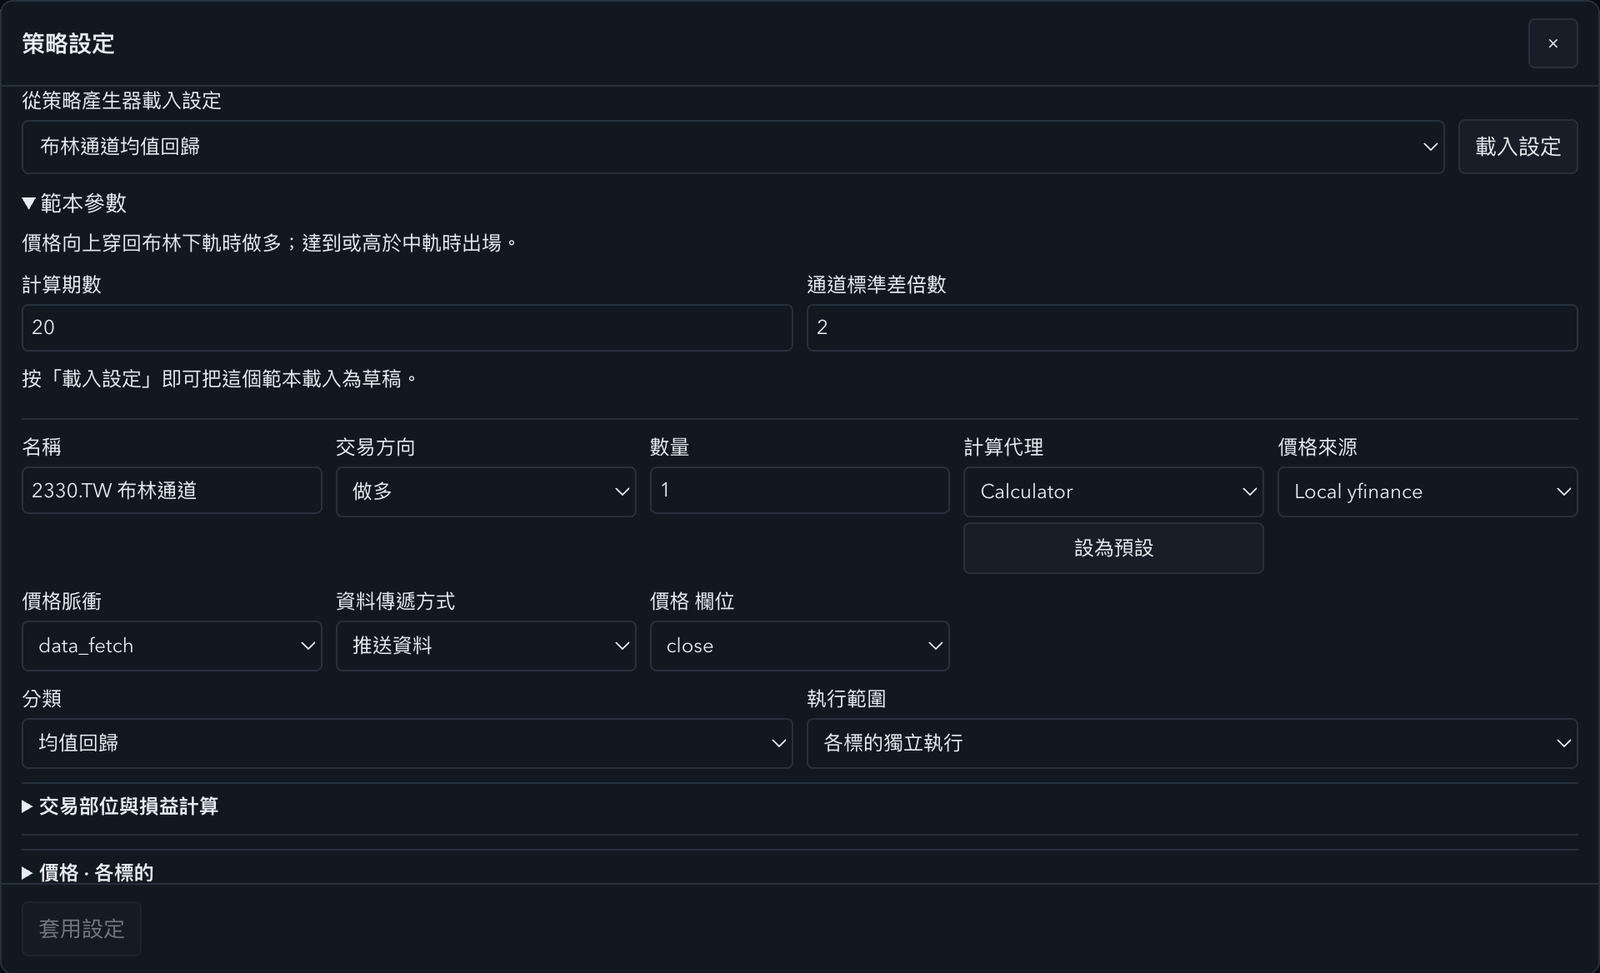 策略設定
×
從策略產生器載入設定
布林通道均值回歸
載入設定
▼範本參數
價格向上穿回布林下軌時做多；達到或高於中軌時出場。
計算期數
通道標準差倍數
20
2
按「載入設定」即可把這個範本載入為草稿。
名稱
交易方向
數量
計算代理
價格來源
2330.TW 布林通道
做多
1
Calculator
Local yfinance
設為預設
價格脈衝
資料傳遞方式
價格 欄位
data_fetch
推送資料
close
分類
執行範圍
均值回歸
各標的獨立執行
▶ 交易部位與損益計算
▶ 價格 · 各標的
套用設定